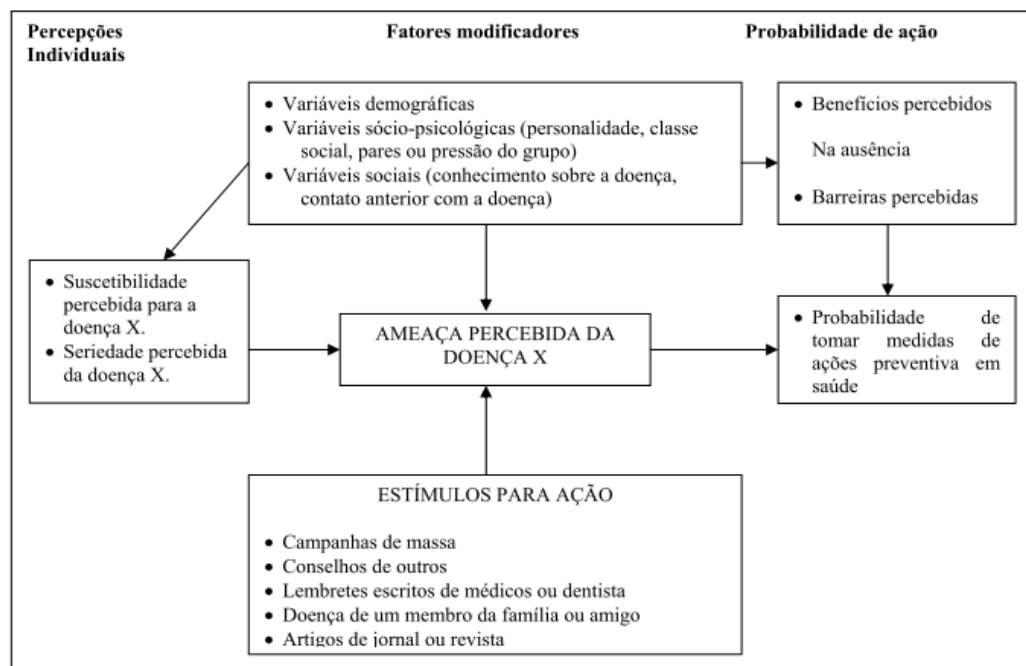 Percepções
Individuais
Fatores modificadores
Probabilidade de ação
• Variáveis demográficas
• Variáveis sócio-psicológicas (personalidade, classe
social, pares ou pressão do grupo)
• Variáveis sociais (conhecimento sobre a doença,
contato anterior com a doença)
• Benefícios percebidos
Na ausência
• Barreiras percebidas
• Suscetibilidade
percebida para a
doença X.
• Seriedade percebida
da doença X.
AMEAÇA PERCEBIDA DA
DOENÇA X
• Probabilidade de
tomar medidas de
ações preventiva em
saúde
ESTÍMULOS PARA AÇÃO
• Campanhas de massa
• Conselhos de outros
• Lembretes escritos de médicos ou dentista
• Doença de um membro da família ou amigo
• Artigos de jornal ou revista